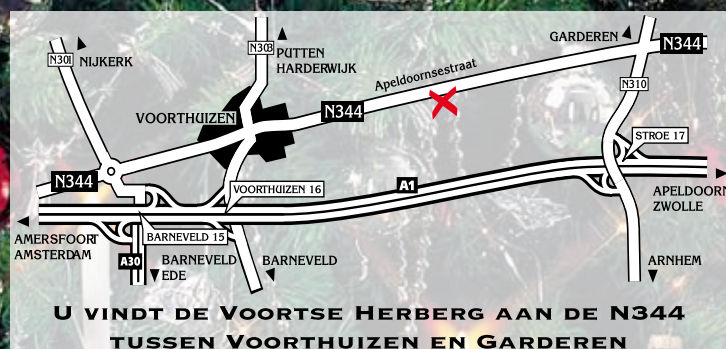 N301
NIJKERK
N303
PUTTEN
HARDERWIJK
GARDEREN
N344
Apeldoornsestraat
N310
VOORTHUIZEN
N344
STROE 17
N344
VOORTHUIZEN 16
A1
APELDOORN
ZWOLLE
AMERSFOORT
AMSTERDAM
BARNEVELD 15
A30
BARNEVELD
EDE
BARNEVELD
ARNHEM
U VINDT DE VOORTSE HERBERG AAN DE N344
TUSSEN VOORTHUIZEN EN GARDEREN